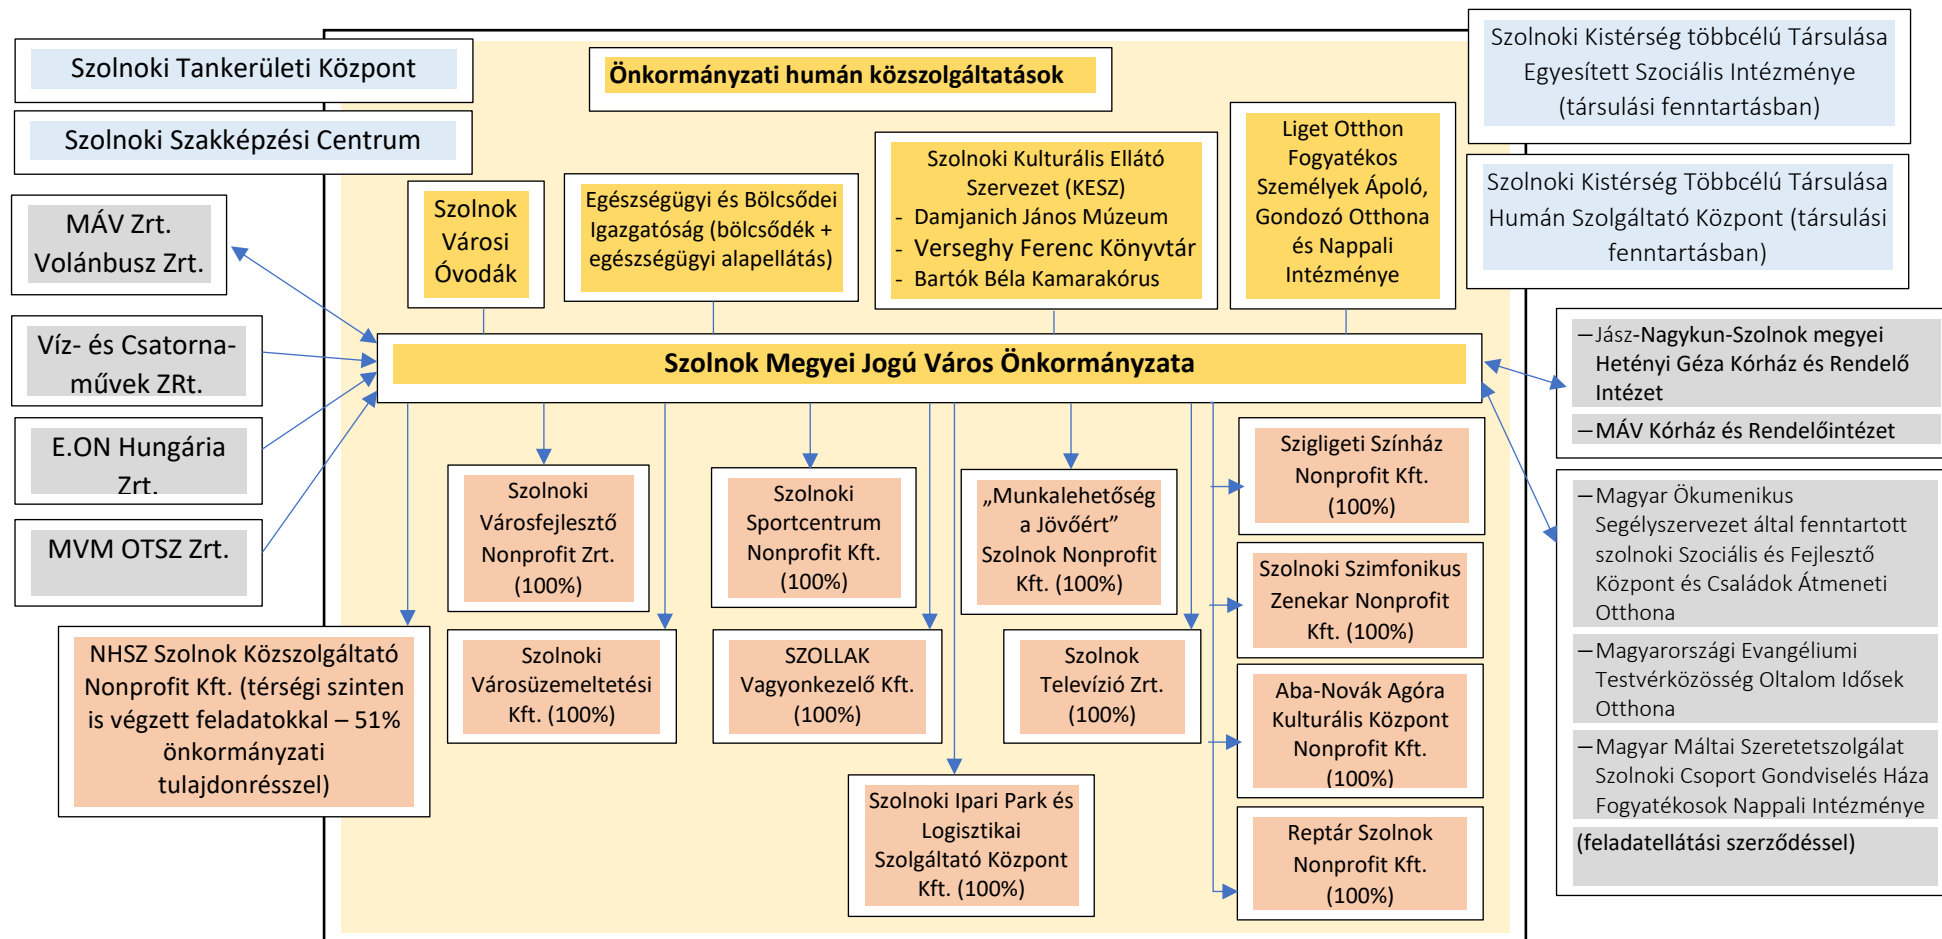 Szolnoki Tankerületi Központ
Szolnoki Szakképzési Centrum
Önkormányzati humán közszolgáltatások
Szolnoki Kistérség többcélú Társulása
Egyesített Szociális Intézménye
(társulási fenntartásban)
Szolnoki Kistérség Többcélú Társulása
Humán Szolgáltató Központ (társulási
fenntartásban)
MÁV Zrt.
Volánbusz Zrt.
Víz- és Csatorna-
művek ZRt.
E.ON Hungária
Zrt.
MVM OTSZ Zrt.
Szolnok
Városi
Óvodák
Egészségügyi és Bölcsődei
Igazgatóság (bölcsődék +
egészségügyi alapellátás)
Szolnoki Kulturális Ellátó
Szervezet (KESZ)
- Damjanich János Múzeum
- Verseghy Ferenc Könyvtár
- Bartók Béla Kamarakórus
Liget Otthon
Fogyatékos
Személyek Ápoló,
Gondozó Otthona
és Nappali
Intézménye
Szolnok Megyei Jogú Város Önkormányzata
–Jász-Nagykun-Szolnok megyei
Hetényi Géza Kórház és Rendelő
Intézet
–MÁV Kórház és Rendelőintézet
–Magyar Ökumenikus
Segélyszervezet által fenntartott
szolnoki Szociális és Fejlesztő
Központ és Családok Átmeneti
Otthona
–Magyarországi Evangéliumi
Testvérközösség Oltalom Idősek
Otthona
–Magyar Máltai Szeretetszolgálat
Szolnoki Csoport Gondviselés Háza
Fogyatékosok Nappali Intézménye
(feladatellátási szerződéssel)
NHSZ Szolnok Közszolgáltató
Nonprofit Kft. (térségi szinten
is végzett feladatokkal – 51%
önkormányzati
tulajdonrésszel)
Szolnoki
Városfejlesztő
Nonprofit Zrt.
(100%)
Szolnoki
Városüzemeltetési
Kft. (100%)
Szolnoki
Sportcentrum
Nonprofit Kft.
(100%)
SZOLLAK
Vagyonkezelő Kft.
(100%)
Szolnoki Ipari Park és
Logisztikai
Szolgáltató Központ
Kft. (100%)
„Munkalehetőség
a Jövőért”
Szolnok Nonprofit
Kft. (100%)
Szolnok
Televízió Zrt.
(100%)
Szigligeti Színház
Nonprofit Kft.
(100%)
Szolnoki Szimfonikus
Zenekar Nonprofit
Kft. (100%)
Aba-Novák Agóra
Kulturális Központ
Nonprofit Kft.
(100%)
Reptár Szolnok
Nonprofit Kft.
(100%)